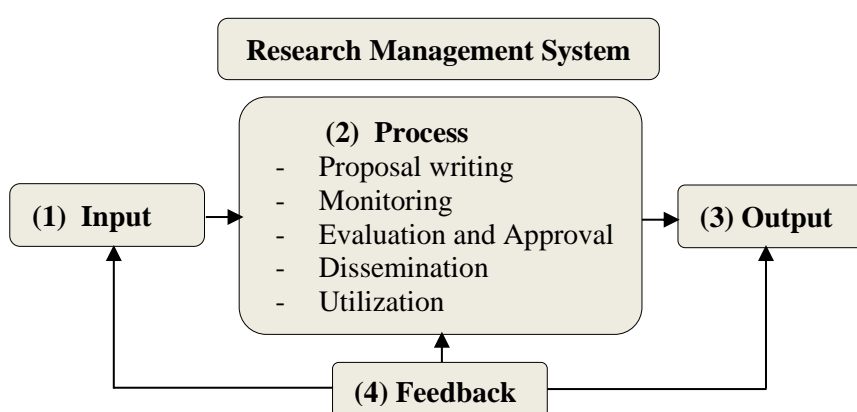 Research Management System
(2) Process
- Proposal writing
- Monitoring
- Evaluation and Approval
- Dissemination
- Utilization
(1) Input
(3) Output
(4) Feedback